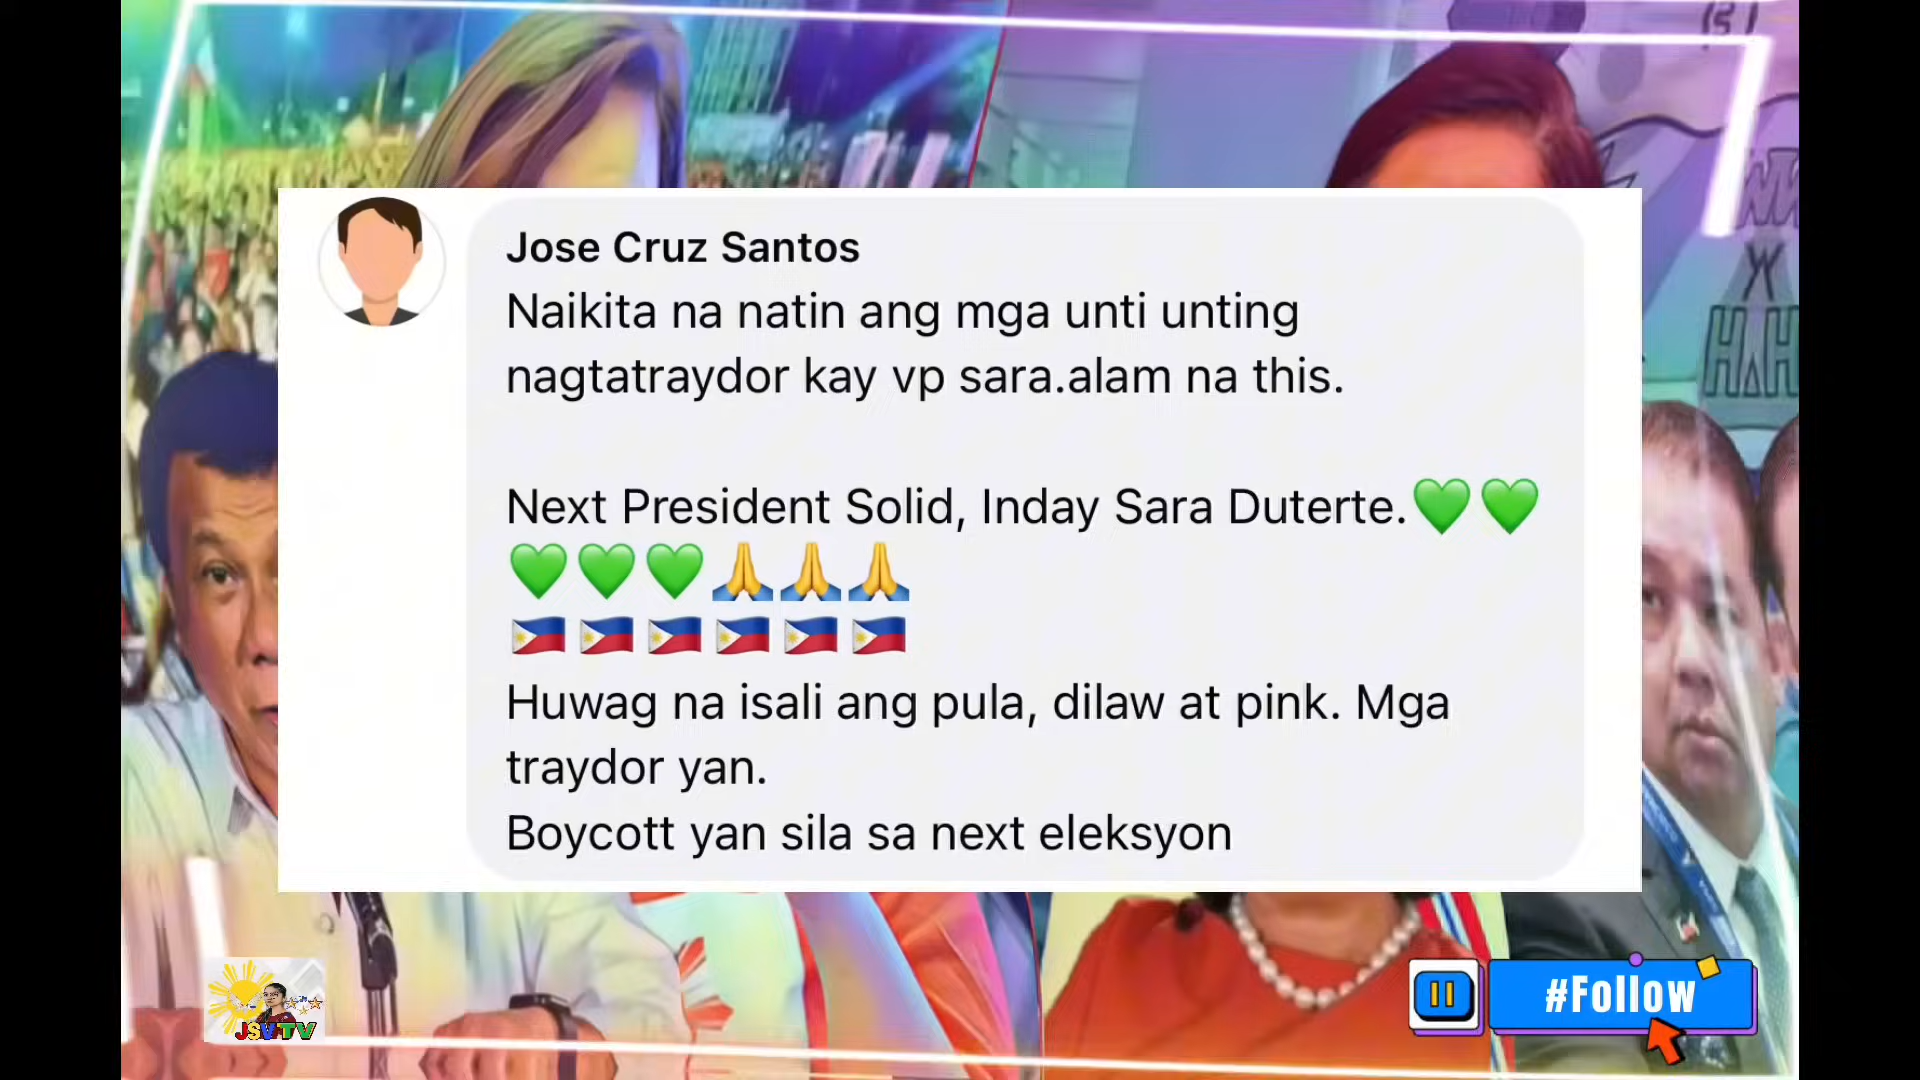 Jose Cruz Santos
Naikita na natin ang mga unti unting
nagtatraydor kay vp sara.alam na this.
Next President Solid, Inday Sara Duterte.💚💚
💚💚💚🙏🙏🙏
🇵🇭🇵🇭🇵🇭🇵🇭🇵🇭🇵🇭
Huwag na isali ang pula, dilaw at pink. Mga
traydor yan.
Boycott yan sila sa next eleksyon
JSV TV
#Follow